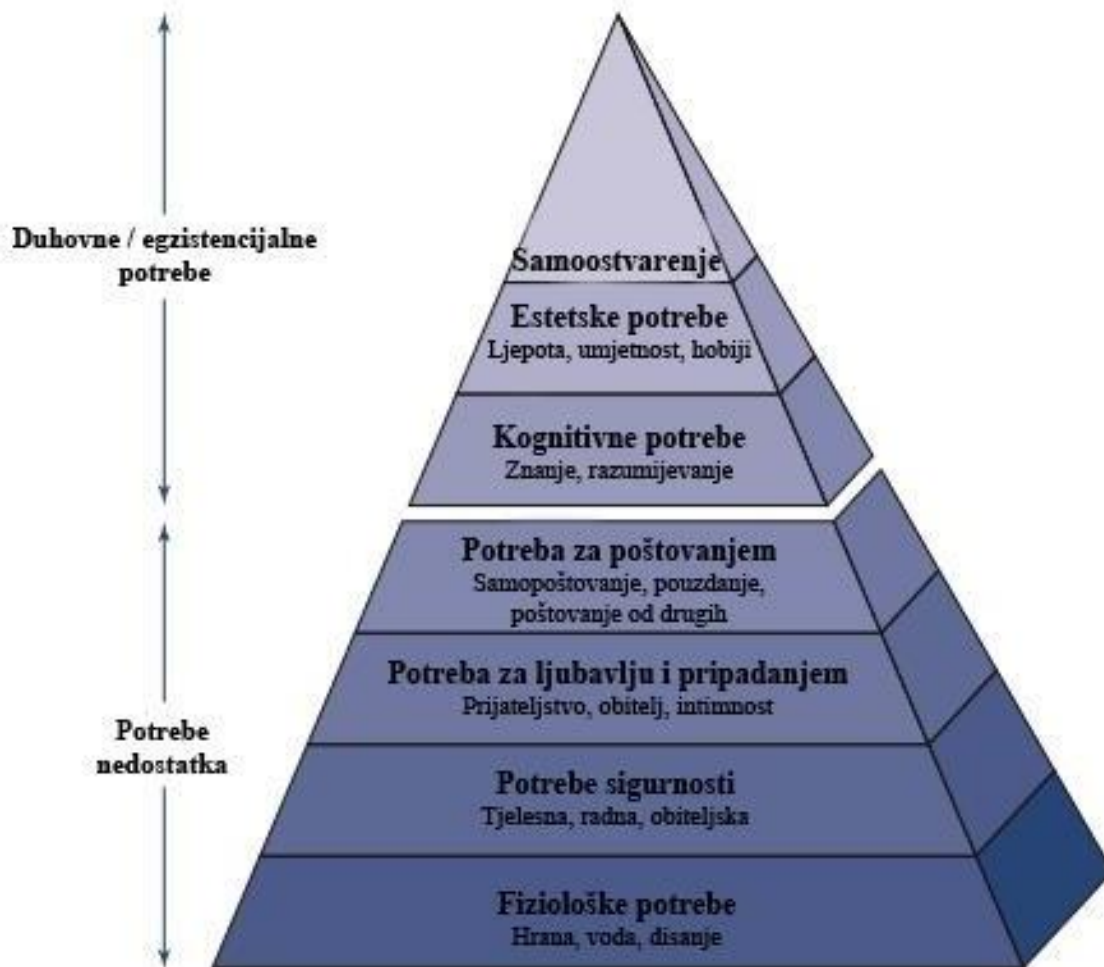 Duhovne / egzistencijalne
potrebe
Samoostvarenje
Estetske potrebe
Ljepota, umjetnost, hobiji
Kognitivne potrebe
Znanje, razumijevanje
Potreba za poštovanjem
Samopoštovanje, pouzdanje,
poštovanje od drugih
Potreba za ljubavlju i pripadanjem
Prijateljstvo, obitelj, intimnost
Potrebe
nedostatka
Potrebe sigurnosti
Tjelesna, radna, obiteljska
Fiziološke potrebe
Hrana, voda, disanje